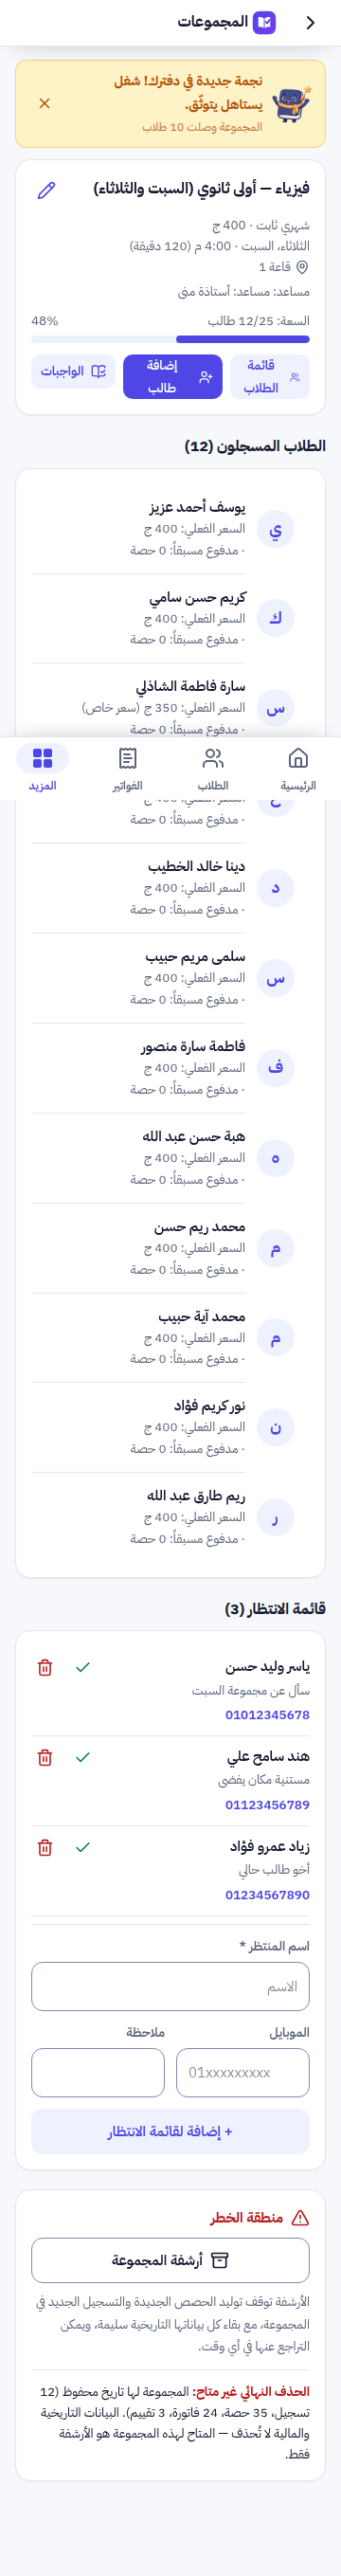 المجموعات
نجمة جديدة في دفترك! شغل
يستاهل يتوثّق.
المجموعة وصلت 10 طلاب
فيزياء — أولى ثانوي (السبت والثلاثاء)
شهري ثابت · 400 ج
الثلاثاء، السبت · 4:00 م (120 دقيقة)
قاعة 1
مساعد: مساعد: أستاذة منى
السعة: 12/25 طالب
48%
قائمة
الطلاب
إضافة
طالب
الواجبات
الطلاب المسجلون (12)
ي
يوسف أحمد عزيز
السعر الفعلي: 400 ج
· مدفوع مسبقاً: 0 حصة
ك
كريم حسن سامي
السعر الفعلي: 400 ج
· مدفوع مسبقاً: 0 حصة
س
سارة فاطمة الشاذلي
السعر الفعلي: 350 ج (سعر خاص)
· مدفوع مسبقاً: 0 حصة
الرئيسية
الطلاب
الفواتير
المزيد
السعر الفعلي: 400 ج
· مدفوع مسبقاً: 0 حصة
د
دينا خالد الخطيب
السعر الفعلي: 400 ج
· مدفوع مسبقاً: 0 حصة
س
سلمى مريم حبيب
السعر الفعلي: 400 ج
· مدفوع مسبقاً: 0 حصة
ف
فاطمة سارة منصور
السعر الفعلي: 400 ج
· مدفوع مسبقاً: 0 حصة
ه
هبة حسن عبد الله
السعر الفعلي: 400 ج
· مدفوع مسبقاً: 0 حصة
م
محمد ريم حسن
السعر الفعلي: 400 ج
· مدفوع مسبقاً: 0 حصة
م
محمد آية حبيب
السعر الفعلي: 400 ج
· مدفوع مسبقاً: 0 حصة
ن
نور كريم فؤاد
السعر الفعلي: 400 ج
· مدفوع مسبقاً: 0 حصة
ر
ريم طارق عبد الله
السعر الفعلي: 400 ج
· مدفوع مسبقاً: 0 حصة
قائمة الانتظار (3)
ياسر وليد حسن
سأل عن مجموعة السبت
01012345678
هند سامح علي
مستنية مكان يفضى
01123456789
زياد عمرو فؤاد
أخو طالب حالي
01234567890
اسم المنتظر *
الاسم
الموبايل
ملاحظة
01xxxxxxxxx
+ إضافة لقائمة الانتظار
منطقة الخطر
أرشفة المجموعة
الأرشفة توقف توليد الحصص الجديدة والتسجيل الجديد في
المجموعة، مع بقاء كل بياناتها التاريخية سليمة، ويمكن
التراجع عنها في أي وقت.
الحذف النهائي غير متاح: المجموعة لها تاريخ محفوظ (12
تسجيل، 35 حصة، 24 فاتورة، 3 تقييم). البيانات التاريخية
والمالية لا تُحذف — المتاح لهذه المجموعة هو الأرشفة
فقط.